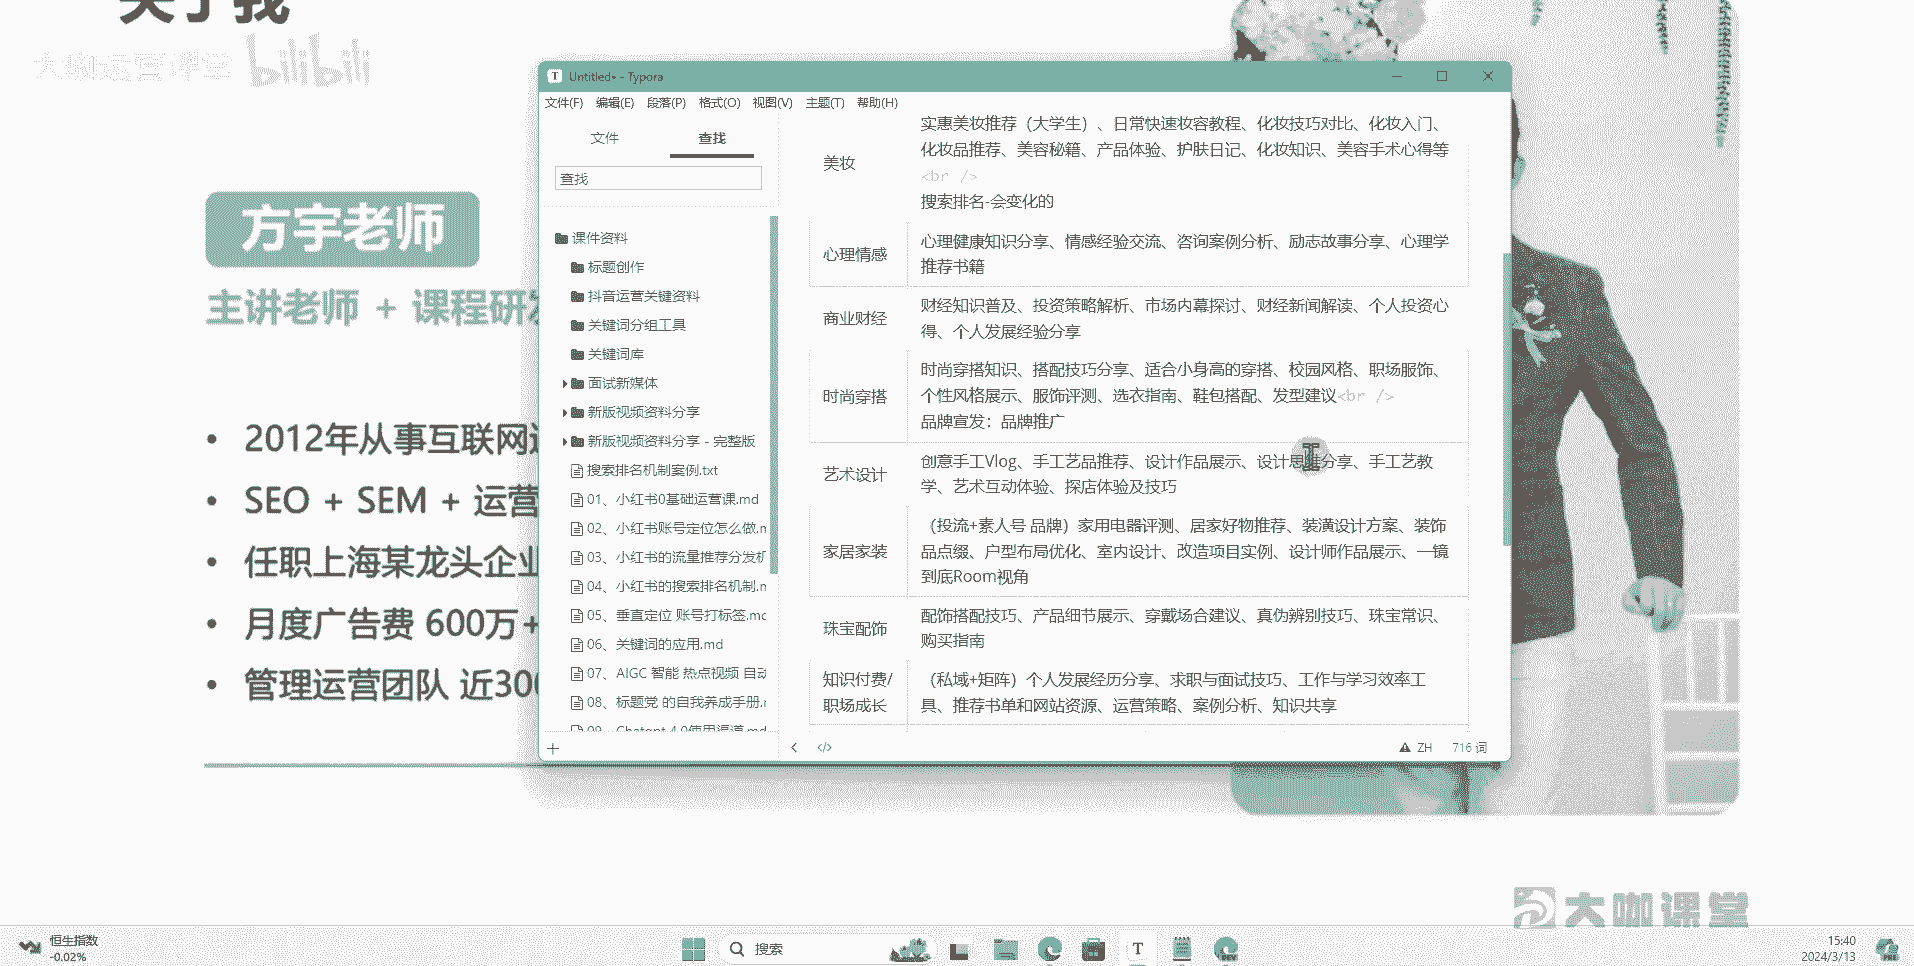 关于我
大咖运营课堂 bilibili
方宇老师
主讲老师 + 课程研发
• 2012年从事互联网
• SEO + SEM + 运营
• 任职上海某龙头企业
• 月度广告费 600万+
• 管理运营团队 近300
Untitled• - Typora
文件(F) 编辑(E) 段落(P) 格式(O) 视图(V) 主题(T) 帮助(H)
文件 查找
查找
课件资料
标题创作
抖音运营关键资料
关键词分组工具
关键词库
面试新媒体
新版视频资料分享
新版视频资料分享 - 完整版
搜索排名机制案例.txt
01、小红书0基础运营课.md
02、小红书账号定位怎么做.m
03、小红书的流量推荐分发机
04、小红书的搜索排名机制.m
05、垂直定位 账号打标签.mc
06、关键词的应用.md
07、AIGC 智能 热点视频 自动
08、标题党 的自我养成手册.r
09、Chatgpt 4.0使用渠道.md
美妆
实惠美妆推荐（大学生）、日常快速妆容教程、化妆技巧对比、化妆入门、
化妆品推荐、美容秘籍、产品体验、护肤日记、化妆知识、美容手术心得等
<br />
搜索排名-会变化的
心理情感
心理健康知识分享、情感经验交流、咨询案例分析、励志故事分享、心理学
推荐书籍
商业财经
财经知识普及、投资策略解析、市场内幕探讨、财经新闻解读、个人投资心
得、个人发展经验分享
时尚穿搭
时尚穿搭知识、搭配技巧分享、适合小身高的穿搭、校园风格、职场服饰、
个性风格展示、服饰评测、选衣指南、鞋包搭配、发型建议<br />
品牌宣发：品牌推广
艺术设计
创意手工Vlog、手工艺品推荐、设计作品展示、设计思维分享、手工艺教
学、艺术互动体验、探店体验及技巧
家居家装
（投流+素人号 品牌）家用电器评测、居家好物推荐、装潢设计方案、装饰
品点缀、户型布局优化、室内设计、改造项目实例、设计师作品展示、一镜
到底Room视角
珠宝配饰
配饰搭配技巧、产品细节展示、穿戴场合建议、真伪辨别技巧、珠宝常识、
购买指南
知识付费/
职场成长
（私域+矩阵）个人发展经历分享、求职与面试技巧、工作与学习效率工
具、推荐书单和网站资源、运营策略、案例分析、知识共享
</> ZH 716 词
大咖课堂
恒生指数
-0.02%
搜索
T
DEV
15:40
2024/3/13
PRE